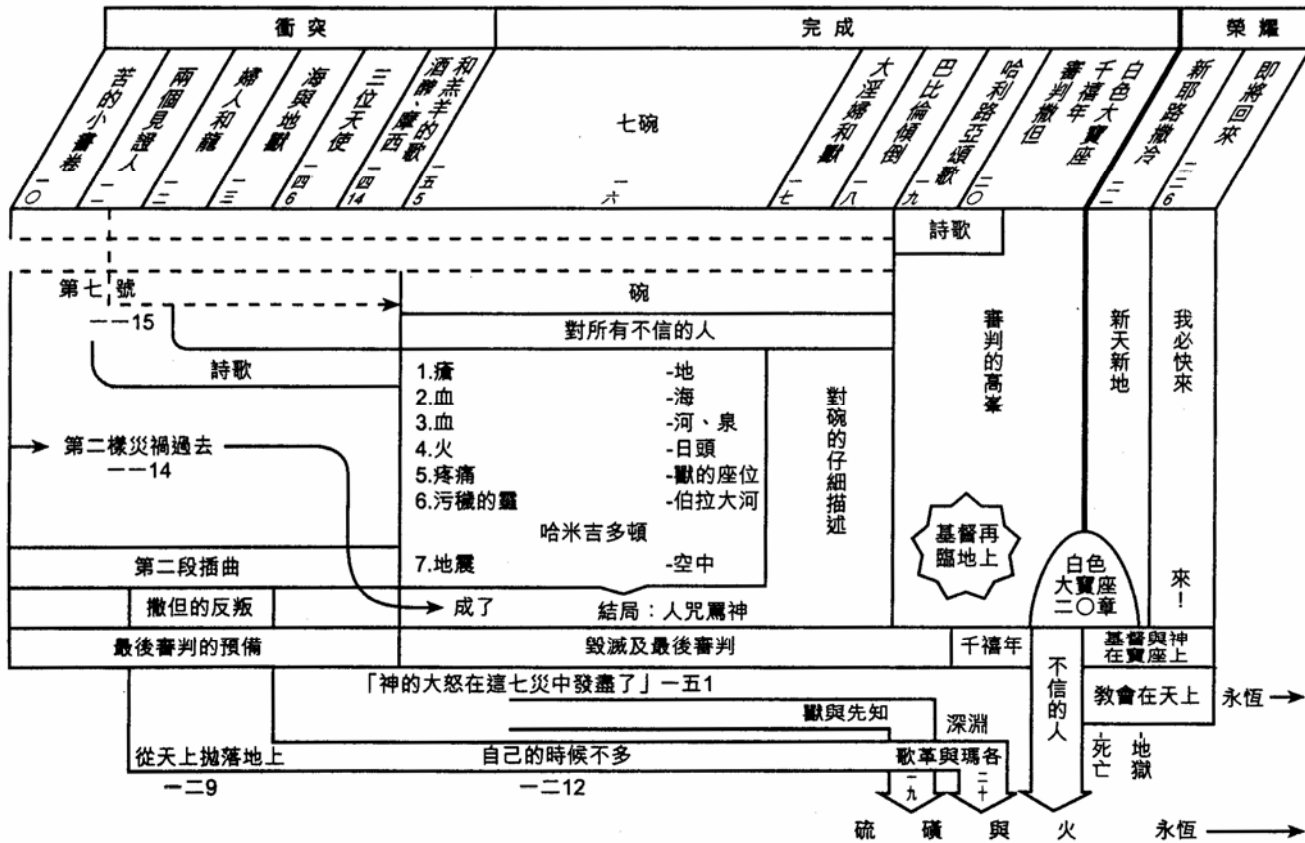 衝突
完成
榮耀
苦的小書卷
一〇
兩個見證人
一一
婦人和龍
一二
海與地獸
一三
三位天使
一四6
酒醡、摩西
和羔羊的歌
一四14
一五5
七碗
一六
大淫婦和獸
一七
巴比倫傾倒
一八
哈利路亞頌歌
一九
審判撒但
千禧年
白色大寶座
二〇
新耶路撒冷
二一
即將回來
二二6
詩歌
第七號
一一15
碗
對所有不信的人
詩歌
1.瘡 -地
2.血 -海
3.血 -河、泉
4.火 -日頭
5.疼痛 -獸的座位
6.污穢的靈 -伯拉大河
哈米吉多頓
7.地震 -空中
對碗的仔細描述
審判的高峯
新天新地
我必快來
來！
第二樣災禍過去
一一14
基督再
臨地上
白色
大寶座
二〇章
第二段插曲
撒但的反叛
成了
結局：人咒罵神
最後審判的預備
毀滅及最後審判
千禧年
基督與神
在寶座上
「神的大怒在這七災中發盡了」一五1
不信的人
教會在天上
永恆
獸與先知
深淵
從天上拋落地上
自己的時候不多
歌革與瑪各
-死亡
-地獄
一二9
一二12
一九
二十
硫磺與火
永恆